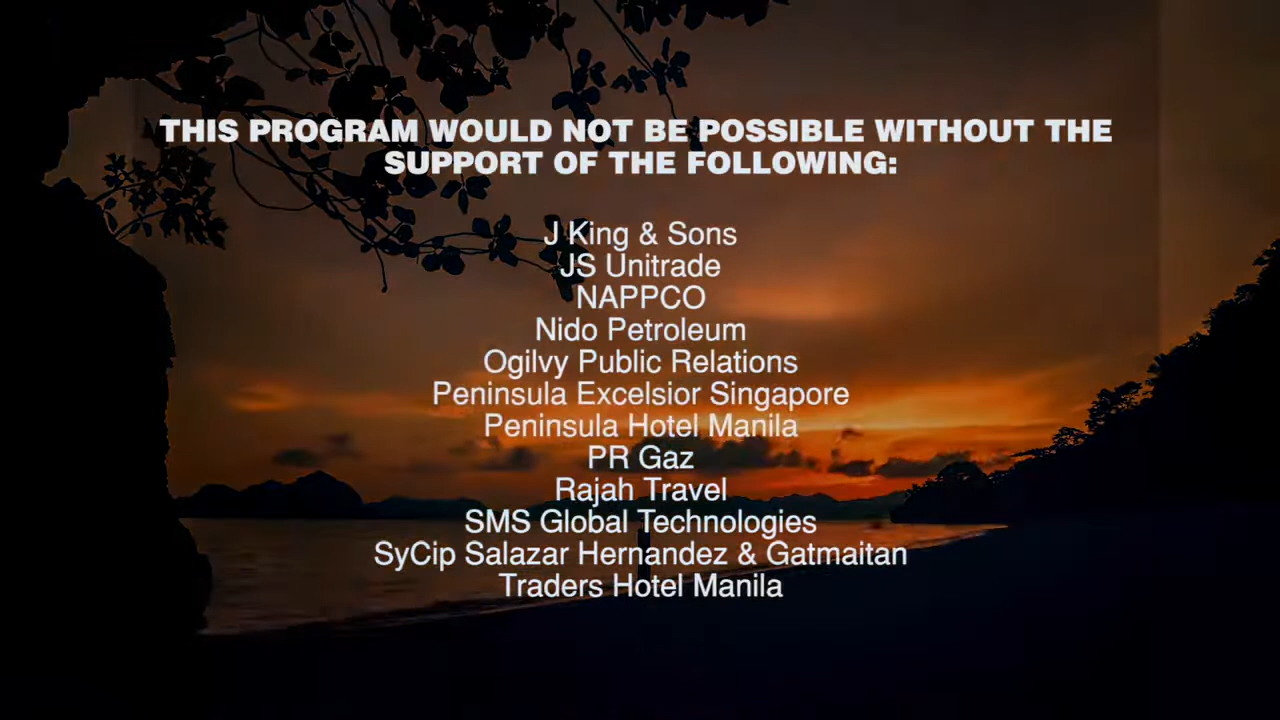 THIS PROGRAM WOULD NOT BE POSSIBLE WITHOUT THE
SUPPORT OF THE FOLLOWING:
J King & Sons
JS Unitrade
NAPPCO
Nido Petroleum
Ogilvy Public Relations
Peninsula Excelsior Singapore
Peninsula Hotel Manila
PR Gaz
Rajah Travel
SMS Global Technologies
SyCip Salazar Hernandez & Gatmaitan
Traders Hotel Manila